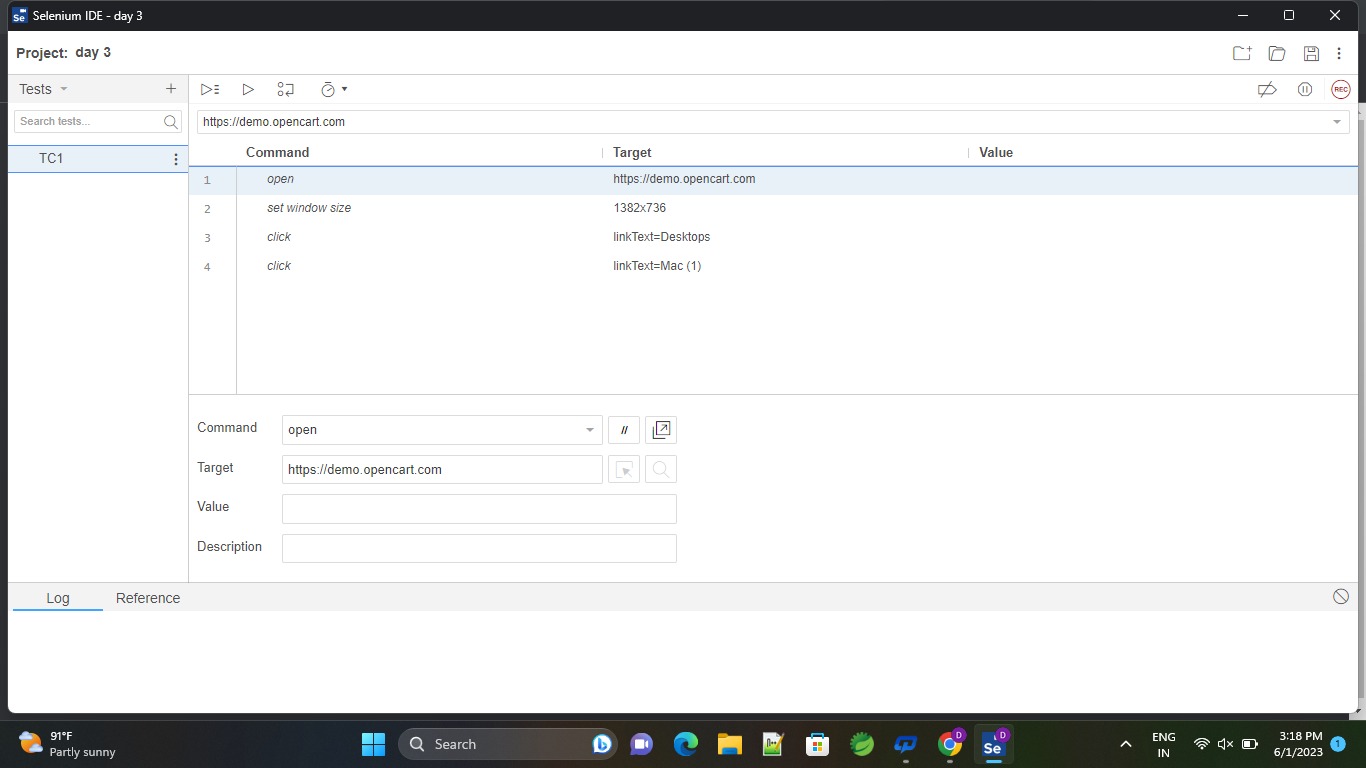 Selenium IDE - day 3
Project: day 3
Tests
Search tests...
TC1
REC
https://demo.opencart.com
Command Target Value
1 open https://demo.opencart.com
2 set window size 1382x736
3 click linkText=Desktops
4 click linkText=Mac (1)
Command open //
Target https://demo.opencart.com
Value
Description
Log Reference
91°F
Partly sunny
Search
D
Se D
ENG
IN
3:18 PM
6/1/2023
1